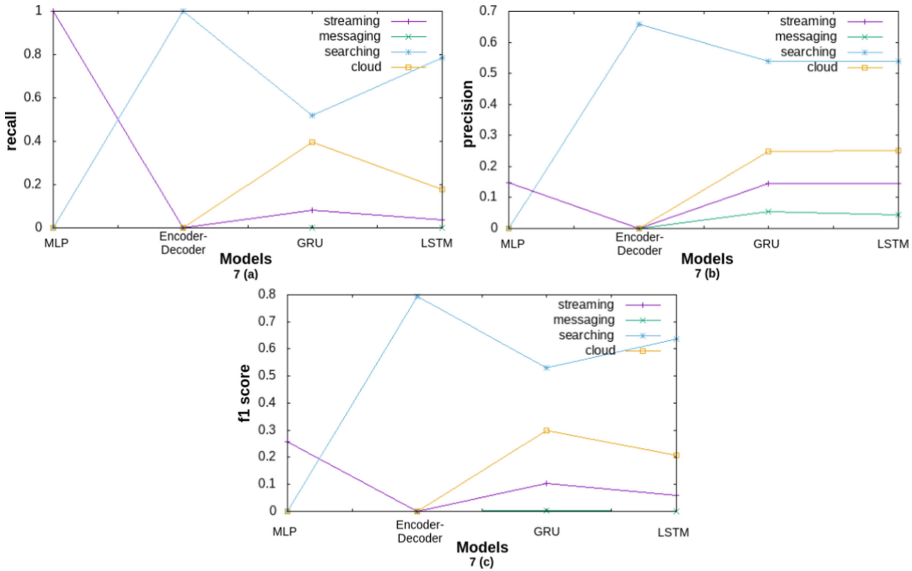 1
0.8
0.6
0.4
0.2
0
recall
streaming
messaging
searching
cloud
MLP
Encoder-
Decoder
GRU
LSTM
Models
7 (a)
0.7
0.6
0.5
0.4
0.3
0.2
0.1
0
precision
streaming
messaging
searching
cloud
MLP
Encoder-
Decoder
GRU
LSTM
Models
7 (b)
0.8
0.7
0.6
0.5
0.4
0.3
0.2
0.1
0
f1 score
streaming
messaging
searching
cloud
MLP
Encoder-
Decoder
GRU
LSTM
Models
7 (c)